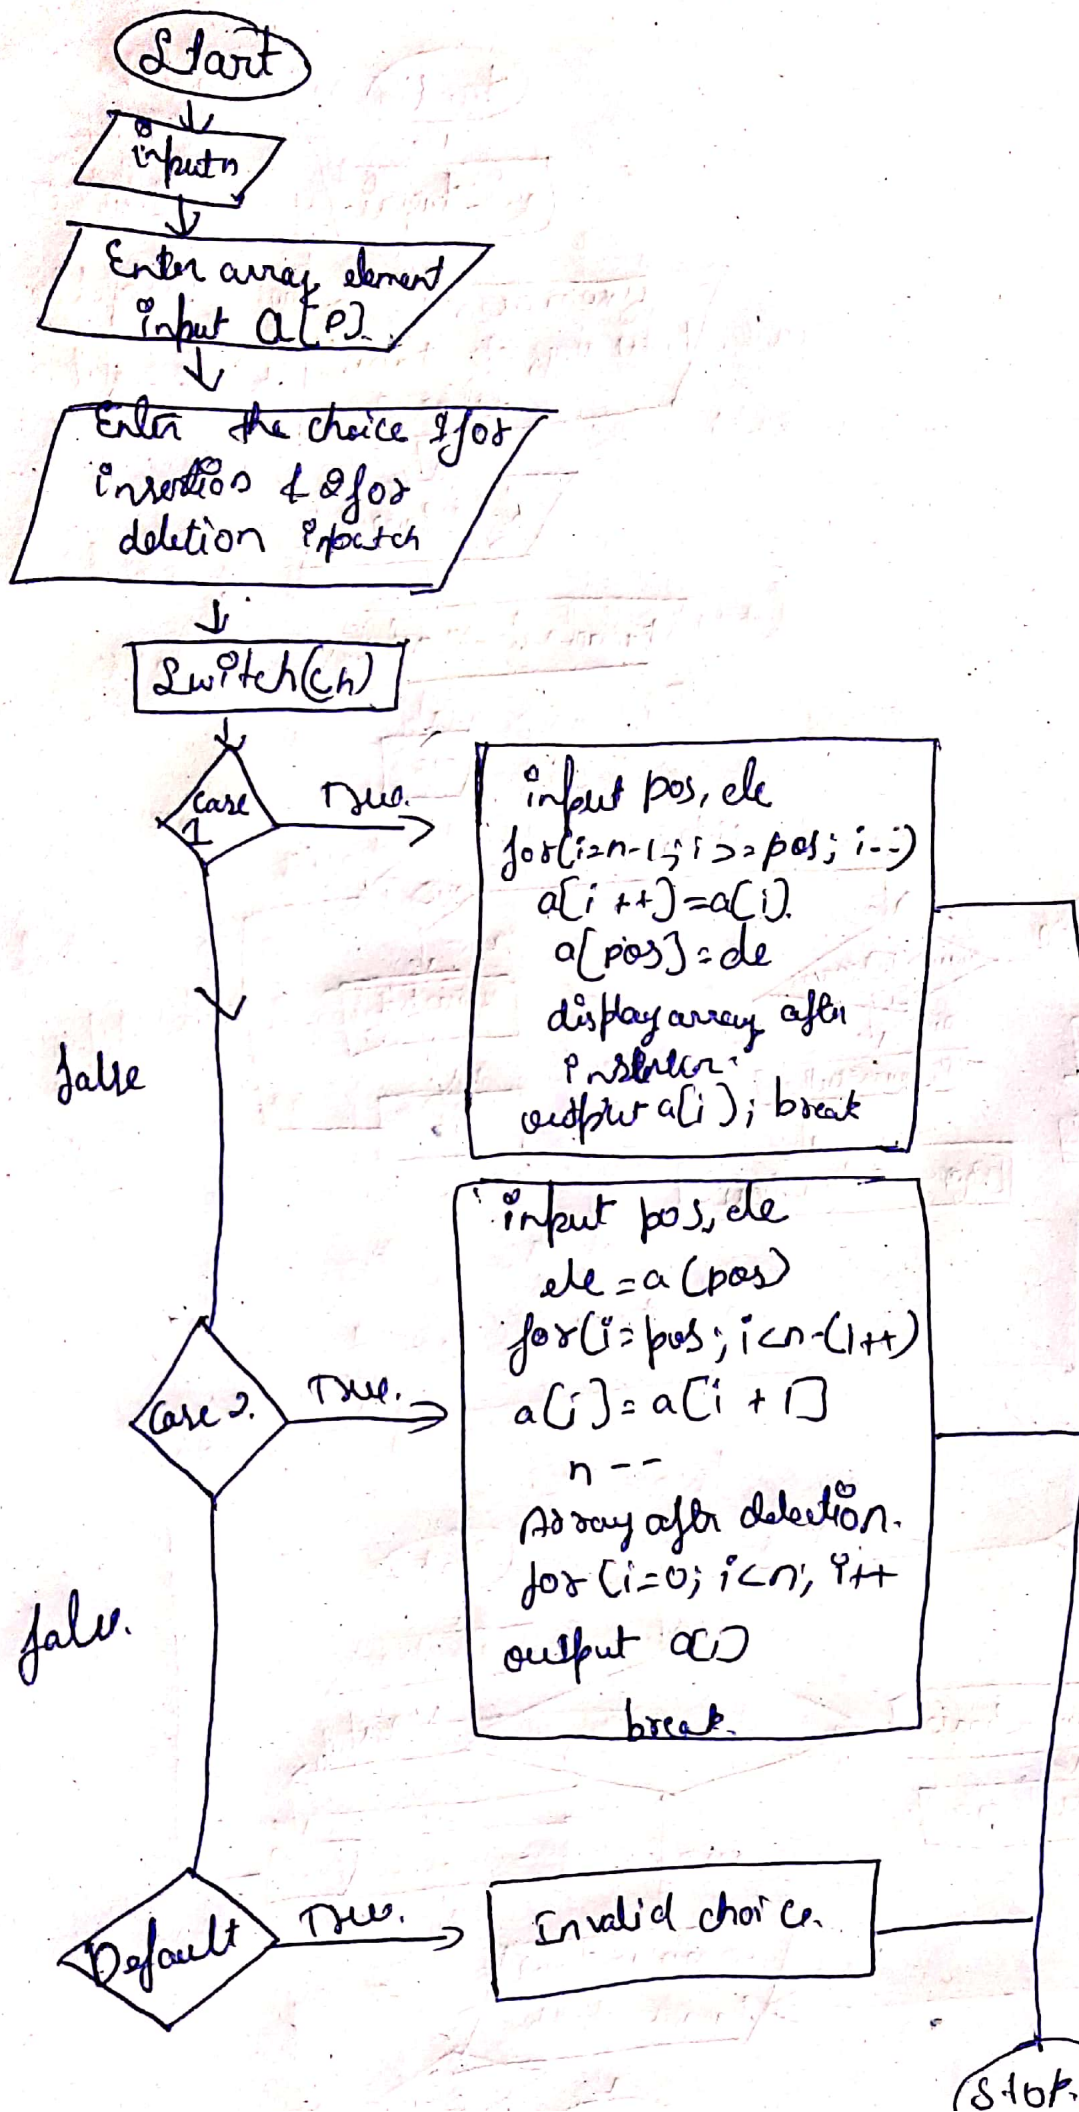 Start
input n
Enter array element
input a[P].
Enter the choice 1 for
insertion & 2 for
deletion input ch
Switch(ch)
case
1
True.
input pos, ele
for(i=n-1; i>=pos; i--)
a[i++]=a[i].
a[pos]=ele
display array after
output a[i]; break
false
input pos, ele
ele = a(pos)
for(i=pos; i<n-(1++)
a[i]=a[i + 1]
n--
Array after deletion.
for(i=0; i<n; i++
output a[i]
break.
Case 2.
True.
false.
Default
True.
Invalid choice.
Stop.